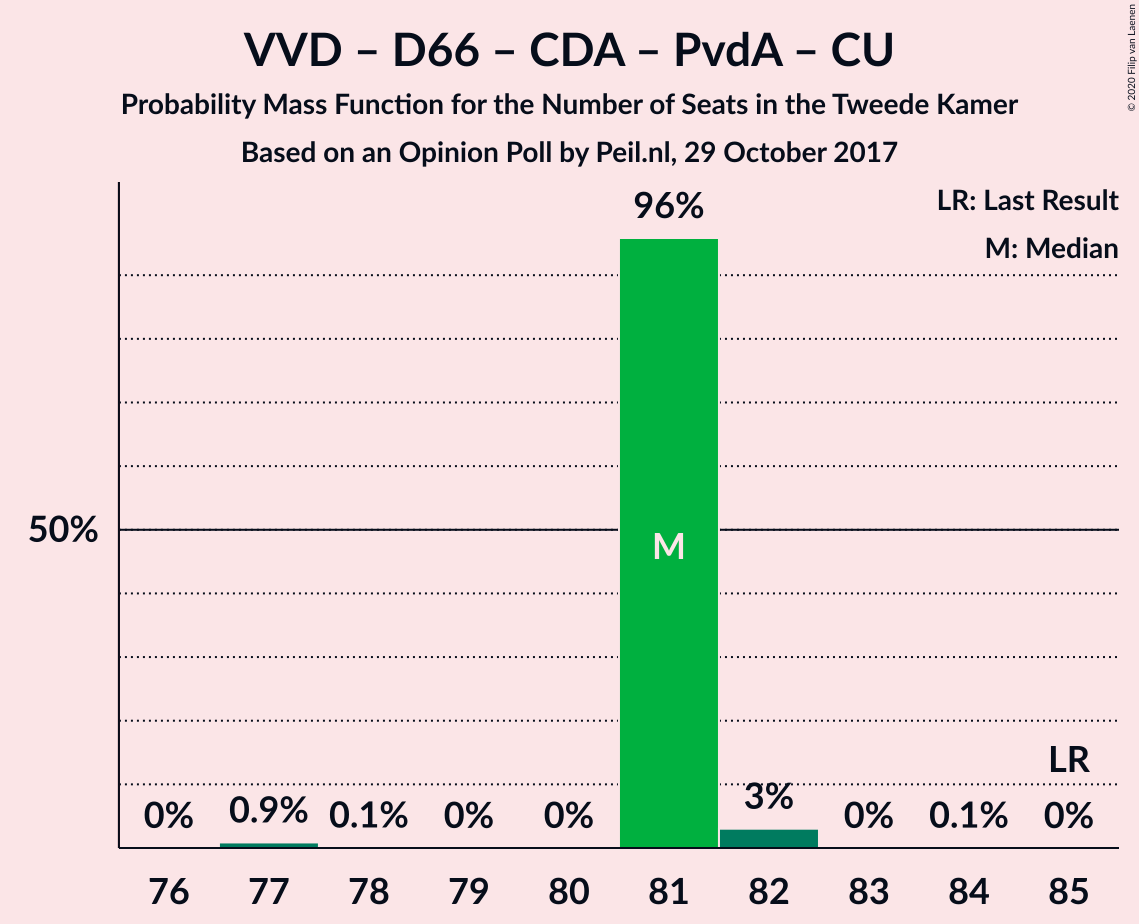 VVD – D66 – CDA – PvdA – CU
Probability Mass Function for the Number of Seats in the Tweede Kamer
Based on an Opinion Poll by Peil.nl, 29 October 2017
© 2020 Filip van Laenen
LR: Last Result
M: Median
96%
50%
M
LR
0% 0.9% 0.1% 0% 0% 3% 0% 0.1% 0%
76 77 78 79 80 81 82 83 84 85